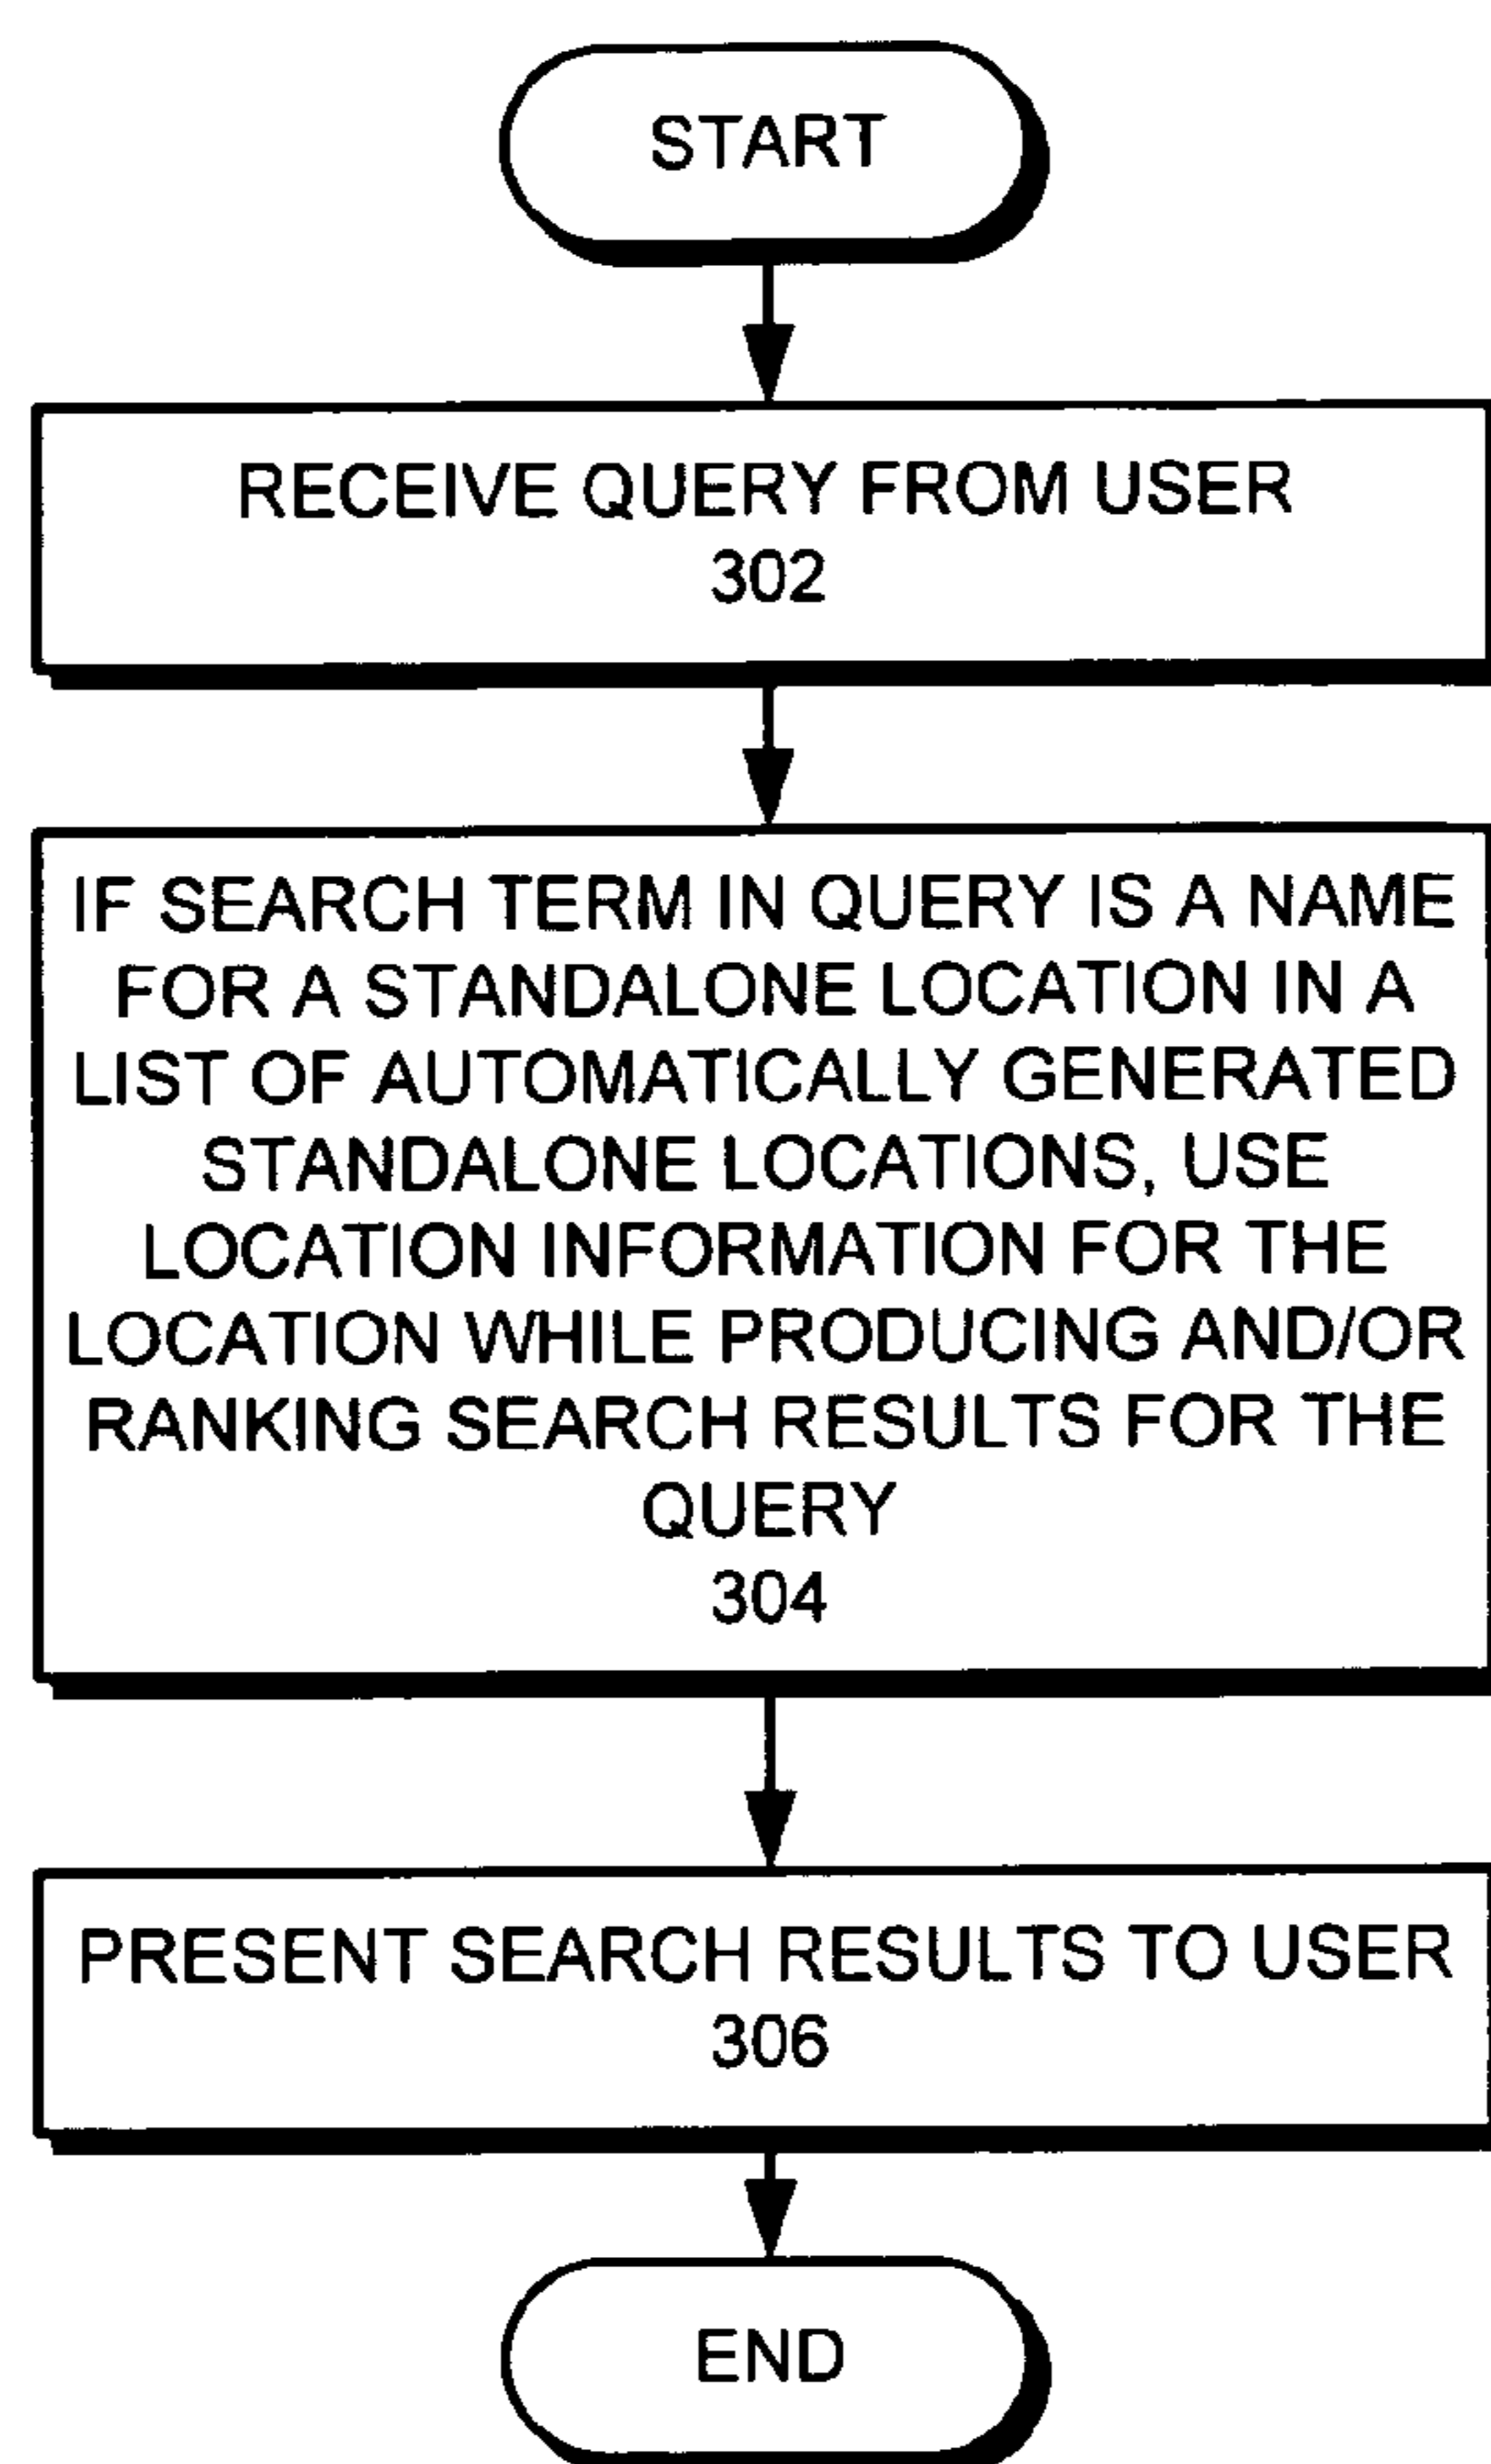 START
RECEIVE QUERY FROM USER
302
IF SEARCH TERM IN QUERY IS A NAME
FOR A STANDALONE LOCATION IN A
LIST OF AUTOMATICALLY GENERATED
STANDALONE LOCATIONS, USE
LOCATION INFORMATION FOR THE
LOCATION WHILE PRODUCING AND/OR
RANKING SEARCH RESULTS FOR THE
QUERY
304
PRESENT SEARCH RESULTS TO USER
306
END